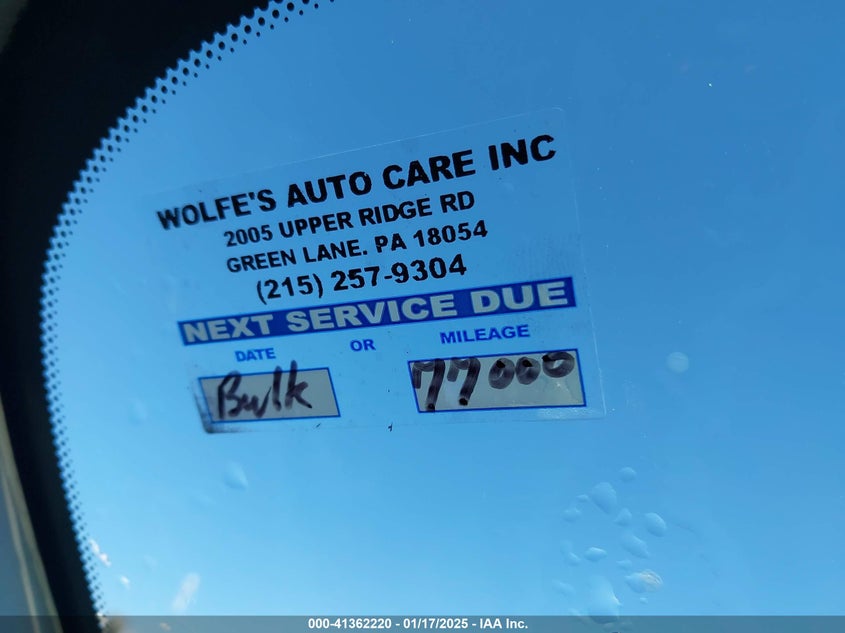 WOLFE'S AUTO CARE INC
2005 UPPER RIDGE RD
GREEN LANE. PA 18054
(215) 257-9304
NEXT SERVICE DUE
DATE OR MILEAGE
Bulk 77000
000-41362220 - 01/17/2025 - IAA Inc.